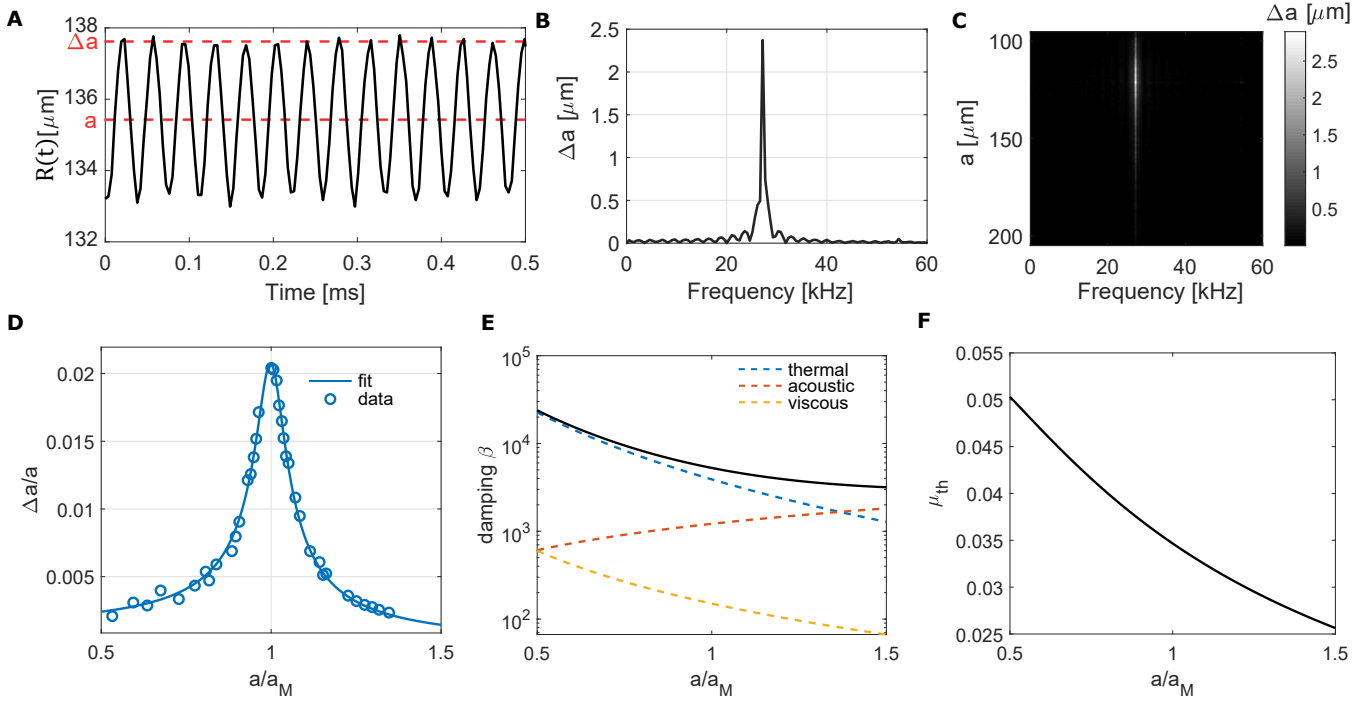 A
138
Δa
136
a
134
132
R(t)[μm]
0 0.1 0.2 0.3 0.4 0.5
Time [ms]
B
2.5
2
1.5
1
0.5
0
Δa [μm]
0 20 40 60
Frequency [kHz]
C
Δa [μm]
100
150
200
a [μm]
0 20 40 60
Frequency [kHz]
2.5
2
1.5
1
0.5
D
0.02
0.015
0.01
0.005
Δa/a
fit
data
0.5 1 1.5
a/a_M
E
10^5
10^4
10^3
10^2
damping β
thermal
acoustic
viscous
0.5 1 1.5
a/a_M
F
0.055
0.05
0.045
0.04
0.035
0.03
0.025
μ_th
0.5 1 1.5
a/a_M